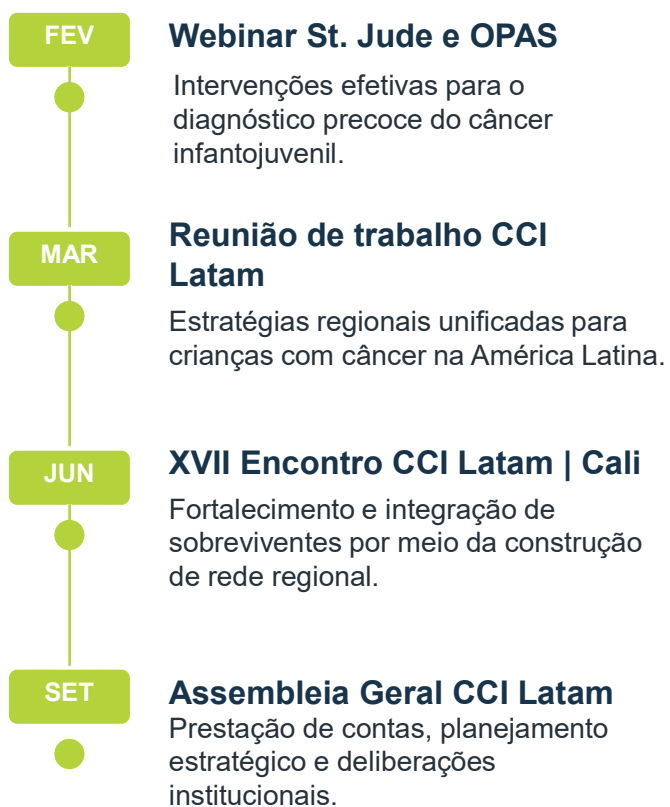 FEV
Webinar St. Jude e OPAS
Intervenções efetivas para o
diagnóstico precoce do câncer
infantojuvenil.
MAR
Reunião de trabalho CCI
Latam
Estratégias regionais unificadas para
crianças com câncer na América Latina.
JUN
XVII Encontro CCI Latam | Cali
Fortalecimento e integração de
sobreviventes por meio da construção
de rede regional.
SET
Assembleia Geral CCI Latam
Prestação de contas, planejamento
estratégico e deliberações
institucionais.